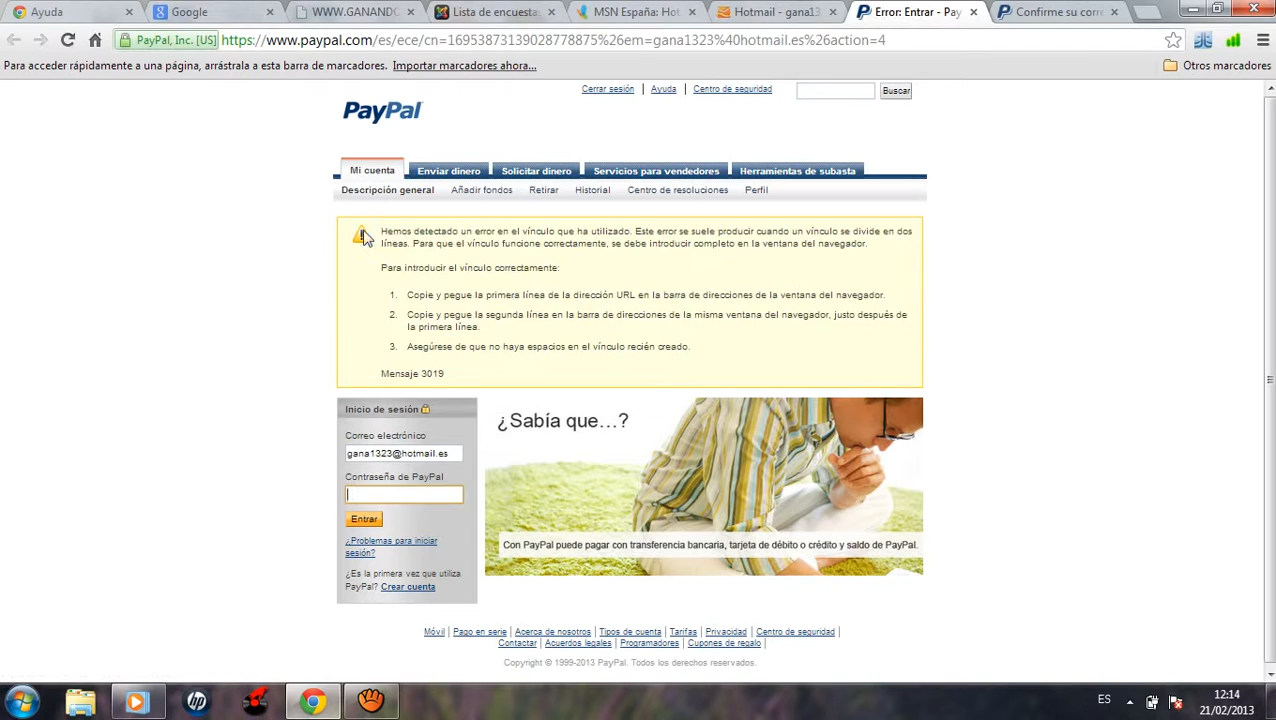 Ayuda
Google
WWW.GANANDO
Lista de encuesta
MSN España: Hot
Hotmail - gana13
Error: Entrar - Pay
Confirme su corre
PayPal, Inc. [US]
https://www.paypal.com/es/ece/cn=16953873139028778875%26em=gana1323%40hotmail.es%26action=4
Para acceder rápidamente a una página, arrástrala a esta barra de marcadores. Importar marcadores ahora...
Otros marcadores
Cerrar sesión | Ayuda | Centro de seguridad
Buscar
PayPal
Mi cuenta Enviar dinero Solicitar dinero Servicios para vendedores Herramientas de subasta
Descripción general Añadir fondos Retirar Historial Centro de resoluciones Perfil
Hemos detectado un error en el vínculo que ha utilizado. Este error se suele producir cuando un vínculo se divide en dos
líneas. Para que el vínculo funcione correctamente, se debe introducir completo en la ventana del navegador.
Para introducir el vínculo correctamente:
1. Copie y pegue la primera línea de la dirección URL en la barra de direcciones de la ventana del navegador.
2. Copie y pegue la segunda línea en la barra de direcciones de la misma ventana del navegador, justo después de
la primera línea.
3. Asegúrese de que no haya espacios en el vínculo recién creado.
Mensaje 3019
Inicio de sesión
Correo electrónico
gana1323@hotmail.es
Contraseña de PayPal
Entrar
¿Problemas para iniciar
sesión?
¿Es la primera vez que utiliza
PayPal? Crear cuenta
¿Sabía que...?
Con PayPal puede pagar con transferencia bancaria, tarjeta de débito o crédito y saldo de PayPal.
Móvil | Pago en serie | Acerca de nosotros | Tipos de cuenta | Tarifas | Privacidad | Centro de seguridad |
Contactar | Acuerdos legales | Programadores | Cupones de regalo |
Copyright © 1999-2013 PayPal. Todos los derechos reservados.
hp
ES
12:14
21/02/2013